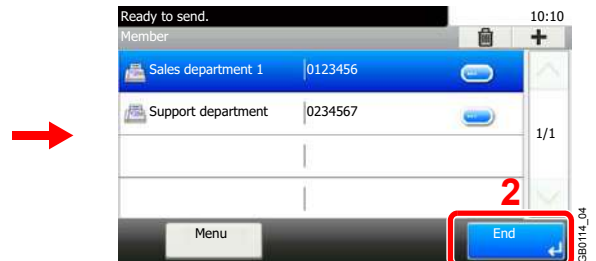 Ready to send. 10:10
Member
Sales department 1 0123456
Support department 0234567
1/1
2
Menu End
GB0114_04